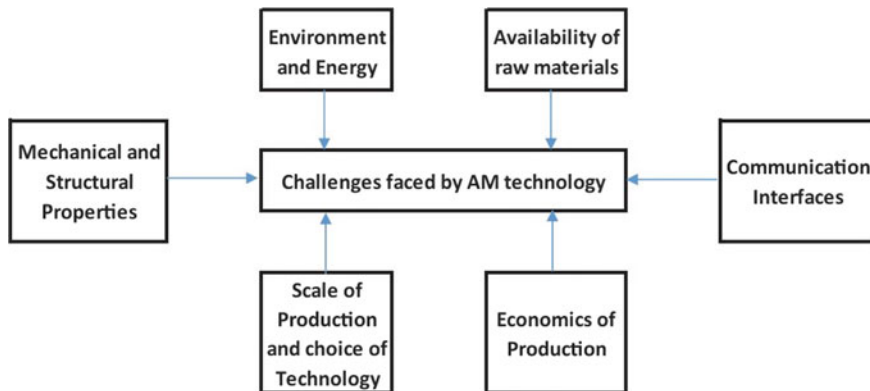 Environment
and Energy
Availability of
raw materials
Mechanical and
Structural
Properties
Challenges faced by AM technology
Communication
Interfaces
Scale of
Production
and choice of
Technology
Economics of
Production